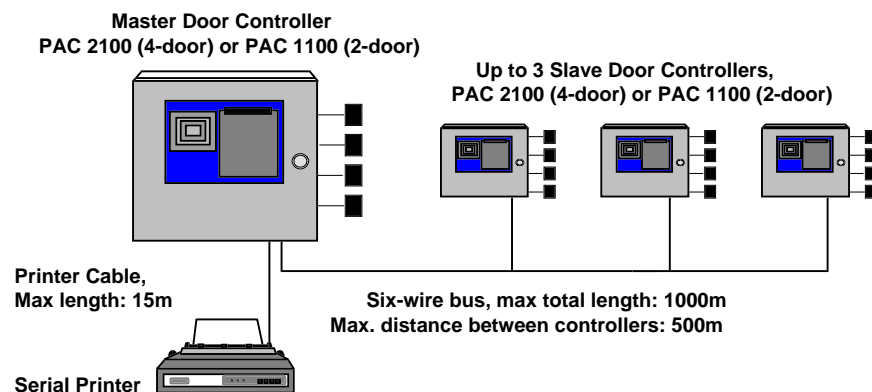 Master Door Controller
PAC 2100 (4-door) or PAC 1100 (2-door)
Up to 3 Slave Door Controllers,
PAC 2100 (4-door) or PAC 1100 (2-door)
Printer Cable,
Max length: 15m
Six-wire bus, max total length: 1000m
Max. distance between controllers: 500m
Serial Printer